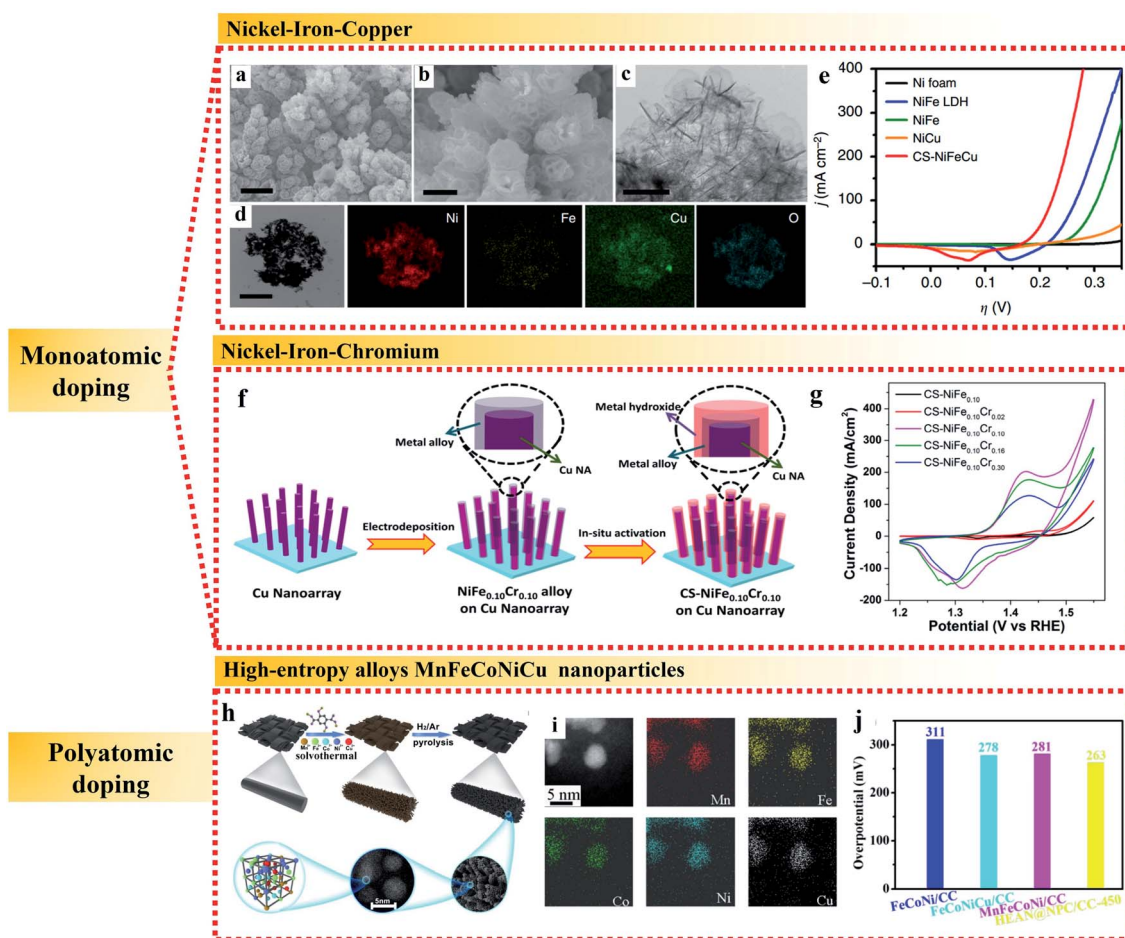 Nickel-Iron-Copper
a
b
c
e
400
300
200
100
0
j (mA cm⁻²)
Ni foam
NiFe LDH
NiFe
NiCu
CS-NiFeCu
–0.1
0.0
0.1
0.2
0.3
η (V)
d
Ni
Fe
Cu
O
Monoatomic
doping
Nickel-Iron-Chromium
f
Metal alloy
Cu NA
Metal hydroxide
Metal alloy
Cu NA
Electrodeposition
In-situ activation
Cu Nanoarray
NiFe₀.₁₀Cr₀.₁₀ alloy
on Cu Nanoarray
CS-NiFe₀.₁₀Cr₀.₁₀
on Cu Nanoarray
g
CS-NiFe₀.₁₀
CS-NiFe₀.₁₀Cr₀.₀₂
CS-NiFe₀.₁₀Cr₀.₁₀
CS-NiFe₀.₁₀Cr₀.₁₆
CS-NiFe₀.₁₀Cr₀.₃₀
400
300
200
100
0
-100
-200
Current Density (mA/cm²)
1.2
1.3
1.4
1.5
Potential (V vs RHE)
High-entropy alloys MnFeCoNiCu nanoparticles
Polyatomic
doping
h
solvothermal
H₂/Ar
pyrolysis
5nm
i
5 nm
Mn
Fe
Co
Ni
Cu
j
300
200
100
0
Overpotential (mV)
311
278
281
263
FeCoNi/CC
FeCoNiCu/CC
MnFeCoNi/CC
HEAN@NPC/CC-450